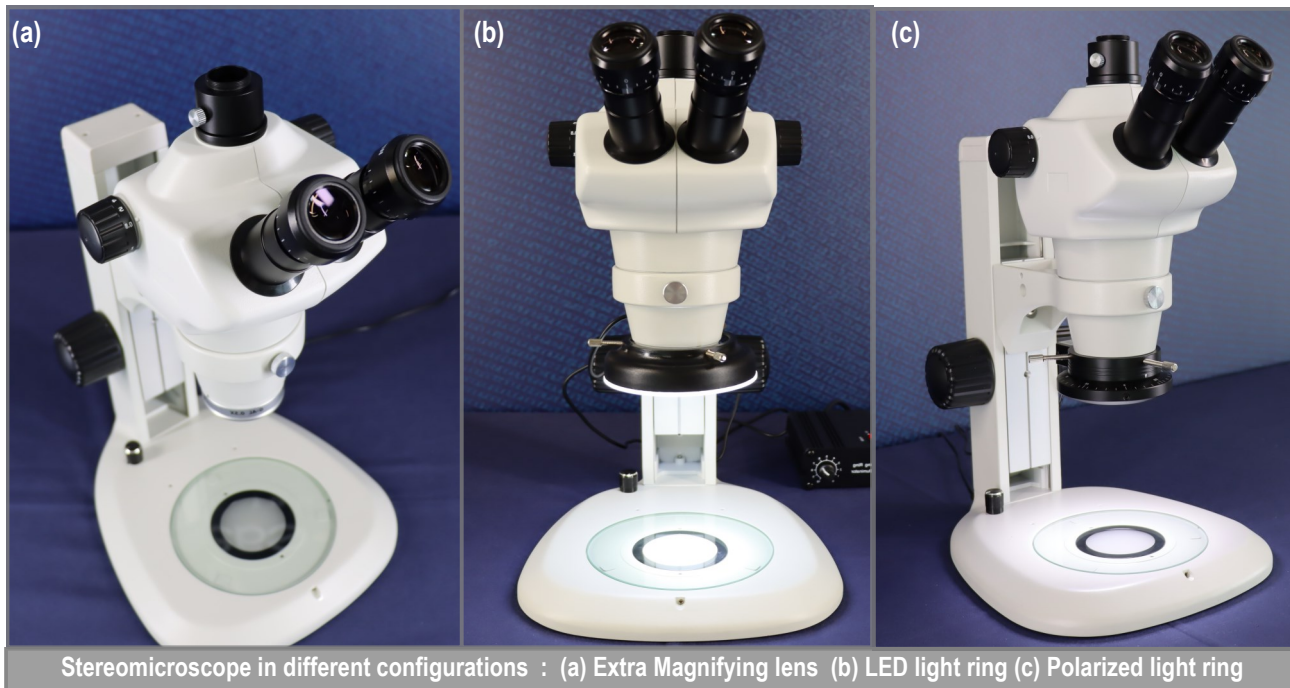 (a)
(b)
(c)
Stereomicroscope in different configurations : (a) Extra Magnifying lens (b) LED light ring (c) Polarized light ring